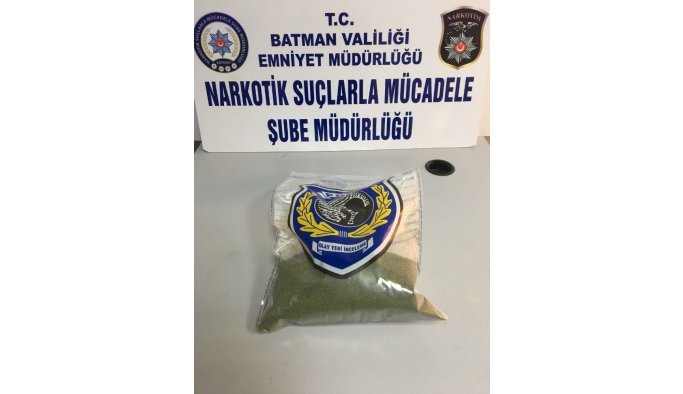 T.C.
BATMAN VALİLİĞİ
EMNİYET MÜDÜRLÜĞÜ
NARKOTİK SUÇLARLA MÜCADELE
ŞUBE MÜDÜRLÜĞÜ
NARKOTİM
OLAY YERİ İNCELEME